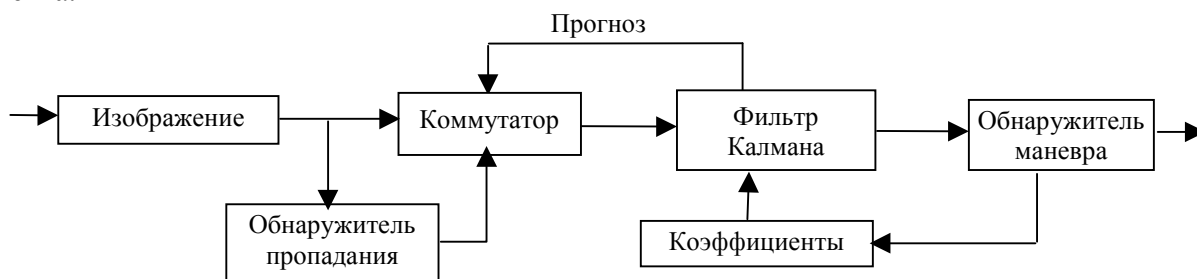 Прогноз
Изображение
Коммутатор
Фильтр
Калмана
Обнаружитель
маневра
Обнаружитель
пропадания
Коэффициенты